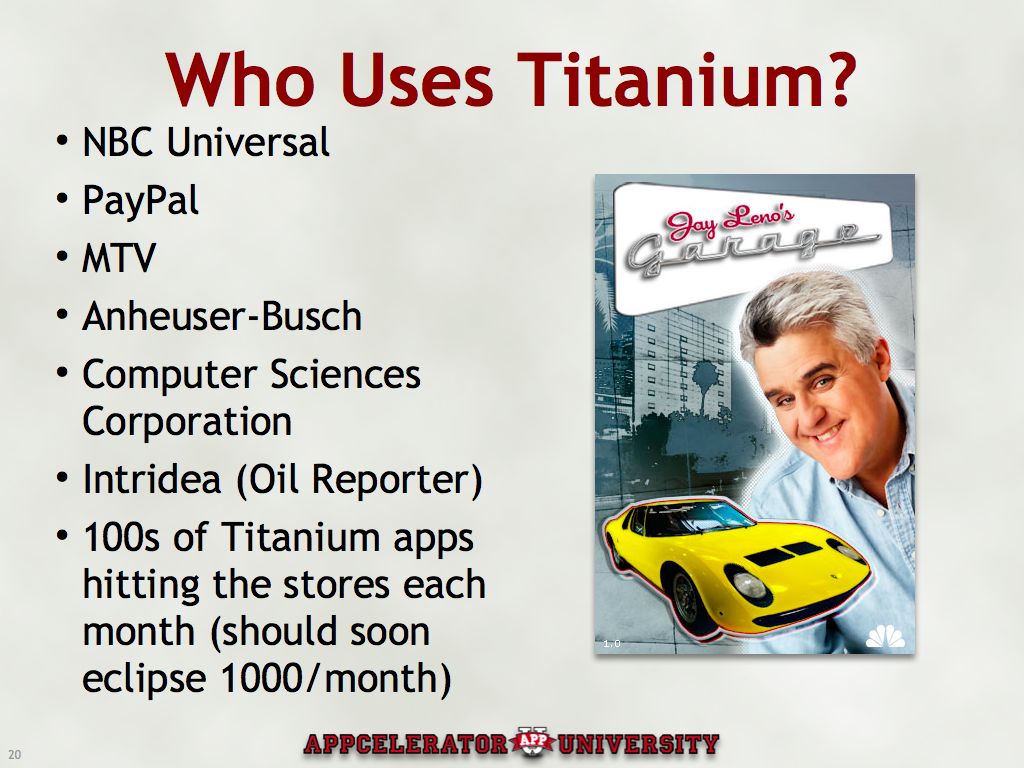 Who Uses Titanium?
• NBC Universal
• PayPal
• MTV
• Anheuser-Busch
• Computer Sciences
Corporation
• Intridea (Oil Reporter)
• 100s of Titanium apps
hitting the stores each
month (should soon
eclipse 1000/month)
Jay Leno's
Garage
1.0
20
APPCELERATOR U APP UNIVERSITY